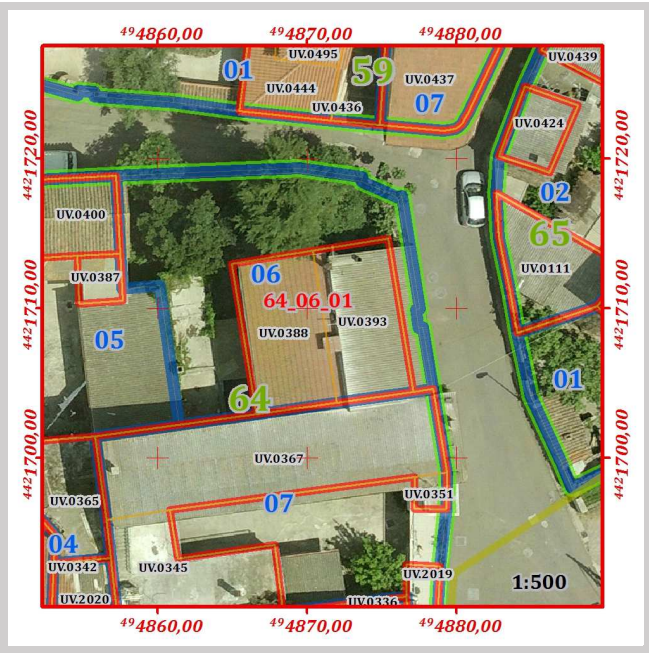 ⁴⁹4860,00 ⁴⁹4870,00 ⁴⁹4880,00
UV.0495 UV.0439
01 59 UV.0437
UV.0444
UV.0436 07
UV.0424
⁴⁴²1720,00 ⁴⁴²1720,00
02
UV.0400
65
06 UV.0111
UV.0387
64_06_01
⁴⁴²1710,00 UV.0388 UV.0393 ⁴⁴²1710,00
05
01
64
⁴⁴²1700,00 UV.0367 ⁴⁴²1700,00
UV.0365 07 UV.0351
04
UV.0342 UV.0345 UV.2019
1:500
UV.2020 UV.0336
⁴⁹4860,00 ⁴⁹4870,00 ⁴⁹4880,00